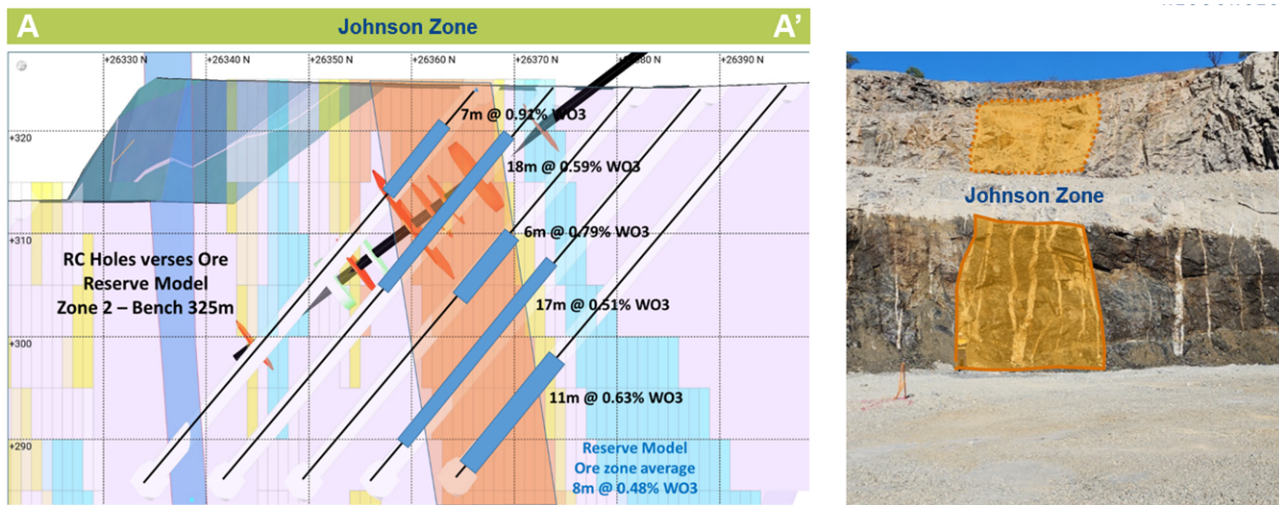 A
Johnson Zone
A'
+26330 N
+26340 N
+26350 N
+26360 N
+26370 N
+26390 N
7m @ 0.91% WO3
+320
18m @ 0.59% WO3
Johnson Zone
+310
6m @ 0.79% WO3
RC Holes verses Ore
Reserve Model
Zone 2 – Bench 325m
17m @ 0.51% WO3
+300
11m @ 0.63% WO3
+290
Reserve Model
Ore zone average
8m @ 0.48% WO3